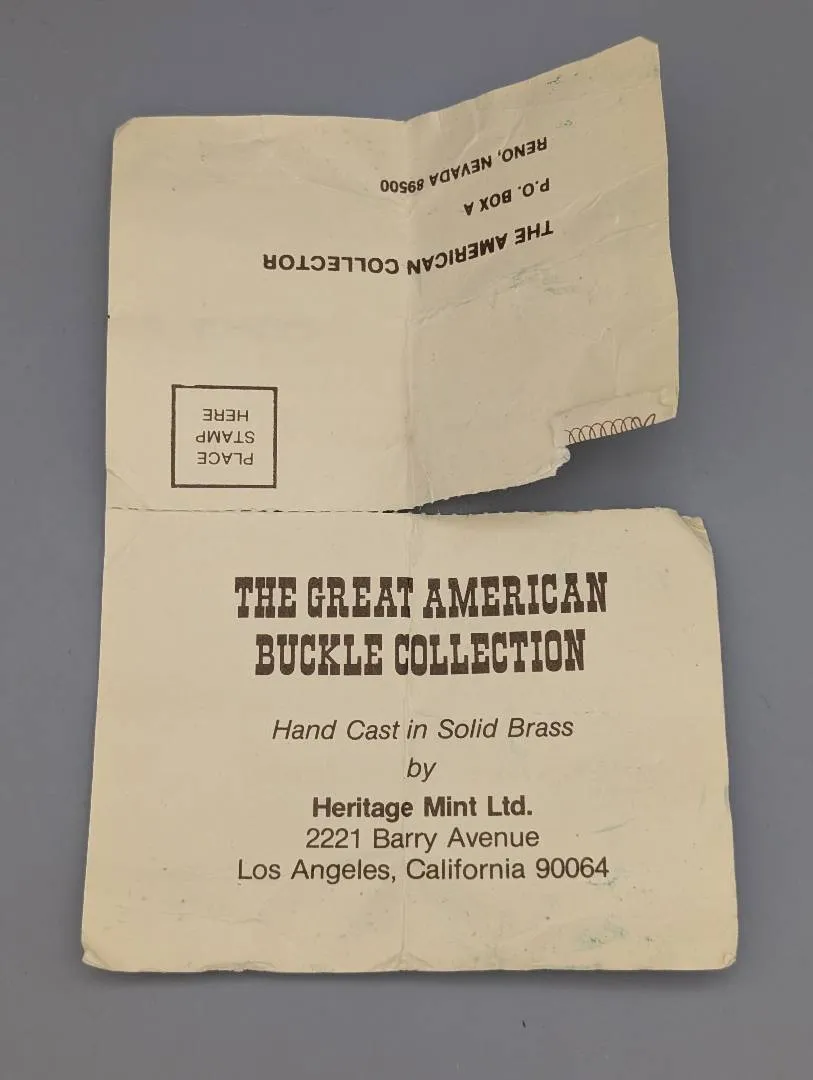 THE AMERICAN COLLECTOR
P.O. BOX A
RENO, NEVADA 89500
PLACE
STAMP
HERE
THE GREAT AMERICAN
BUCKLE COLLECTION
Hand Cast in Solid Brass
by
Heritage Mint Ltd.
2221 Barry Avenue
Los Angeles, California 90064